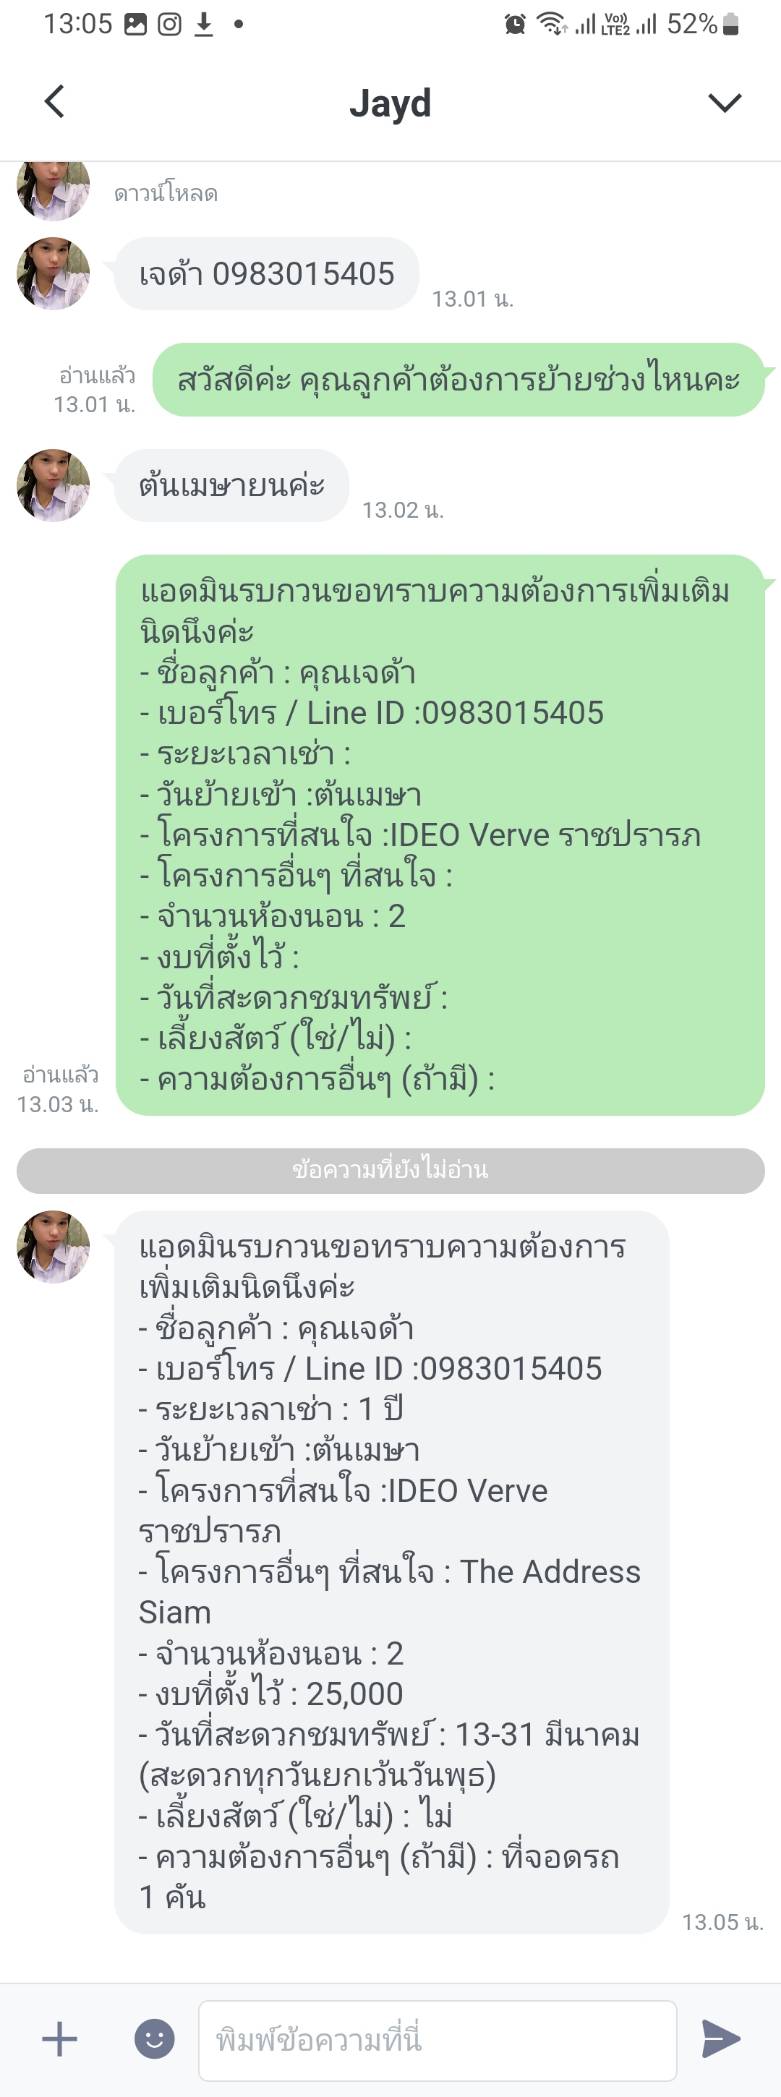 13:05
Vo))
LTE2
52%
Jayd
ดาวน์โหลด
เจด้า 0983015405
13.01 น.
อ่านแล้ว
13.01 น.
สวัสดีค่ะ คุณลูกค้าต้องการย้ายช่วงไหนคะ
ต้นเมษายนค่ะ
13.02 น.
แอดมินรบกวนขอทราบความต้องการเพิ่มเติม
นิดนึงค่ะ
- ชื่อลูกค้า : คุณเจด้า
- เบอร์โทร / Line ID :0983015405
- ระยะเวลาเช่า :
- วันย้ายเข้า :ต้นเมษา
- โครงการที่สนใจ :IDEO Verve ราชปรารภ
- โครงการอื่นๆ ที่สนใจ :
- จำนวนห้องนอน : 2
- งบที่ตั้งไว้ :
- วันที่สะดวกชมทรัพย์ :
- เลี้ยงสัตว์ (ใช่/ไม่) :
- ความต้องการอื่นๆ (ถ้ามี) :
อ่านแล้ว
13.03 น.
ข้อความที่ยังไม่อ่าน
แอดมินรบกวนขอทราบความต้องการ
เพิ่มเติมนิดนึงค่ะ
- ชื่อลูกค้า : คุณเจด้า
- เบอร์โทร / Line ID :0983015405
- ระยะเวลาเช่า : 1 ปี
- วันย้ายเข้า :ต้นเมษา
- โครงการที่สนใจ :IDEO Verve
ราชปรารภ
- โครงการอื่นๆ ที่สนใจ : The Address
Siam
- จำนวนห้องนอน : 2
- งบที่ตั้งไว้ : 25,000
- วันที่สะดวกชมทรัพย์ : 13-31 มีนาคม
(สะดวกทุกวันยกเว้นวันพุธ)
- เลี้ยงสัตว์ (ใช่/ไม่) : ไม่
- ความต้องการอื่นๆ (ถ้ามี) : ที่จอดรถ
1 คัน
13.05 น.
พิมพ์ข้อความที่นี่